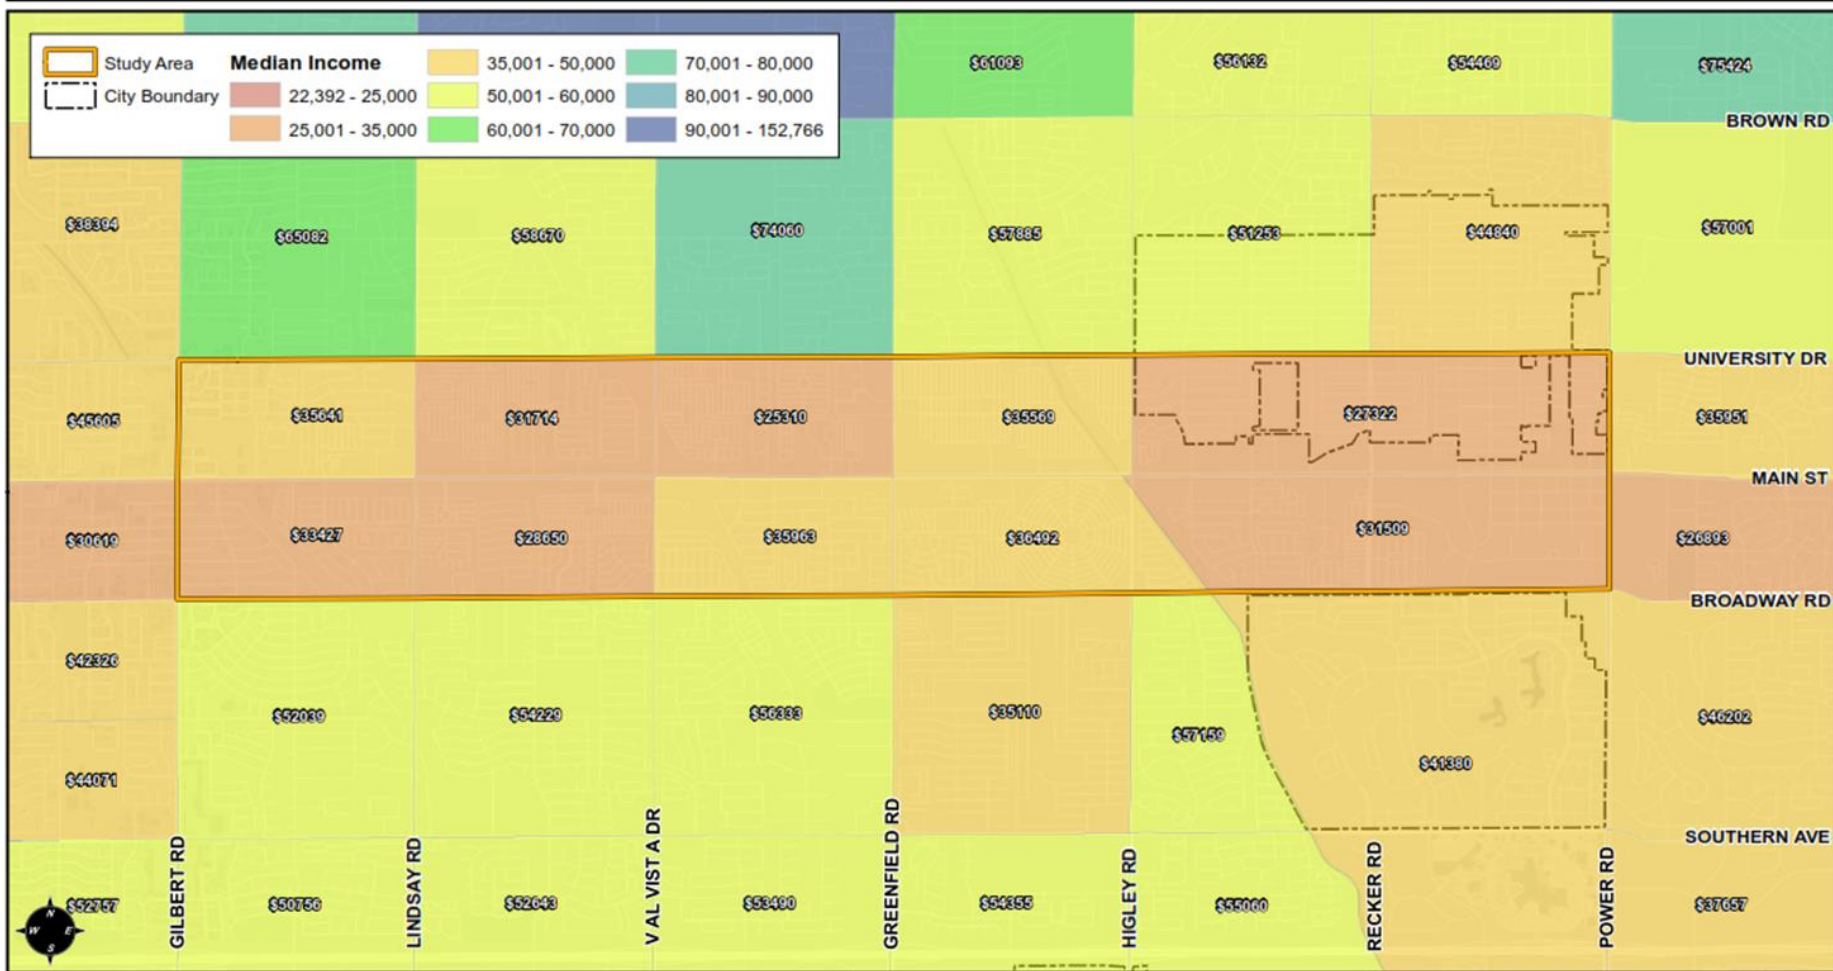 Study Area
City Boundary
Median Income
22,392 - 25,000
25,001 - 35,000
35,001 - 50,000
50,001 - 60,000
60,001 - 70,000
70,001 - 80,000
80,001 - 90,000
90,001 - 152,766
$61093
$56132
$54469
$75424
BROWN RD
$38394
$65082
$58670
$74060
$57885
$51253
$44840
$57001
UNIVERSITY DR
$45605
$35641
$31714
$25310
$35569
$27322
$35951
MAIN ST
$30619
$33427
$28650
$35963
$36492
$31509
$26893
BROADWAY RD
$42326
$52039
$54229
$56333
$35110
$57159
$41380
$46202
$44071
SOUTHERN AVE
GILBERT RD
LINDSAY RD
V AL VIST A DR
GREENFIELD RD
HIGLEY RD
RECKER RD
POWER RD
$52757
$50756
$52643
$53490
$54355
$55060
$37657
N
W E
S